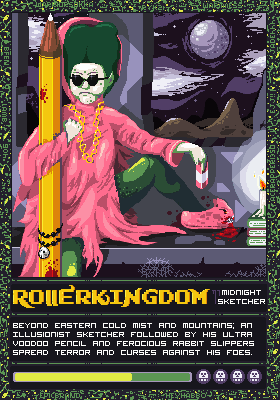 ROLLERKINGDOM
MIDNIGHT
SKETCHER
BEYOND EASTERN COLD MIST AND MOUNTAINS; AN
ILLUSIONIST SKETCHER FOLLOWED BY HIS ULTRA
VOODOO PENCIL AND FEROCIOUS RABBIT SLIPPERS
SPREAD TERROR AND CURSES AGAINST HIS FOES.